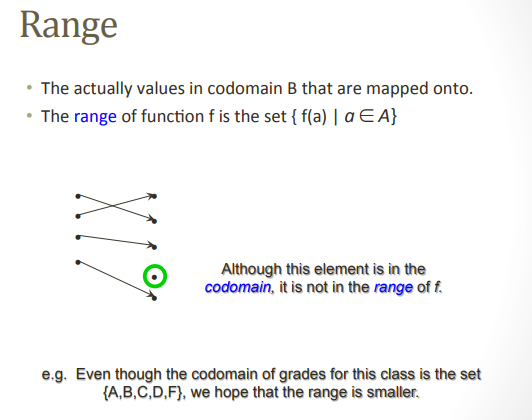 Range
• The actually values in codomain B that are mapped onto.
• The range of function f is the set { f(a) | a ∈ A}
Although this element is in the
codomain, it is not in the range of f.
e.g. Even though the codomain of grades for this class is the set
{A,B,C,D,F}, we hope that the range is smaller.